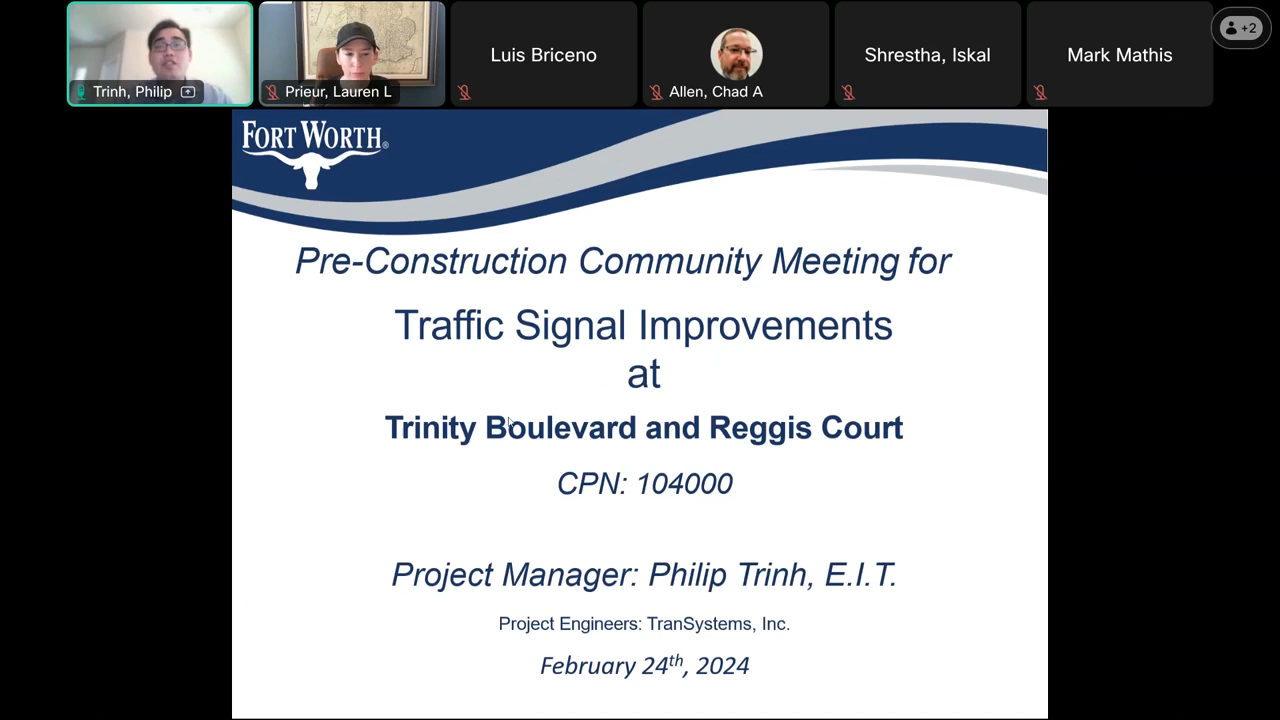 Trinh, Philip
Prieur, Lauren L
Luis Briceno
Allen, Chad A
Shrestha, Iskal
Mark Mathis
+2
FORT WORTH®
Pre-Construction Community Meeting for
Traffic Signal Improvements
at
Trinity Boulevard and Reggis Court
CPN: 104000
Project Manager: Philip Trinh, E.I.T.
Project Engineers: TranSystems, Inc.
February 24th, 2024